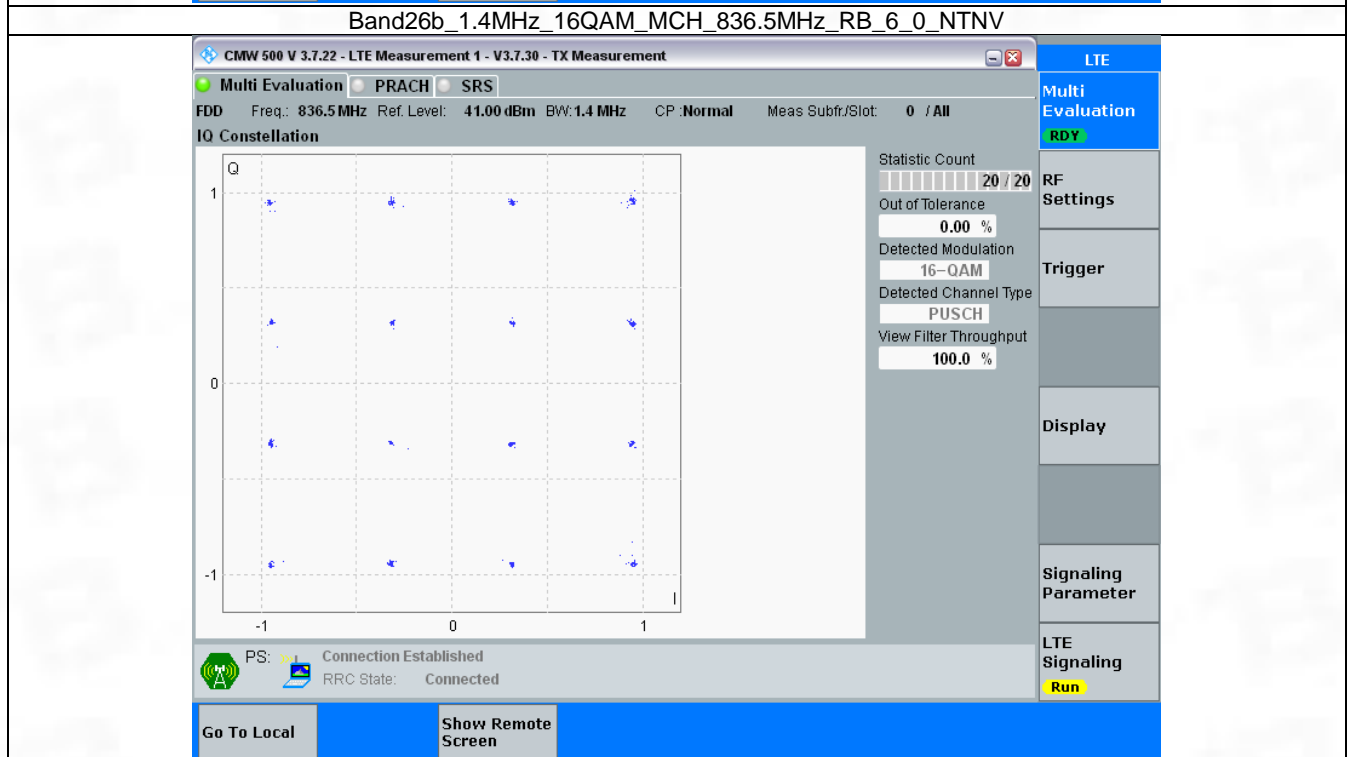 Band26b_1.4MHz_16QAM_MCH_836.5MHz_RB_6_0_NTNV
CMW 500 V 3.7.22 - LTE Measurement 1 - V3.7.30 - TX Measurement
LTE
Multi Evaluation PRACH SRS
FDD Freq.: 836.5 MHz Ref. Level: 41.00 dBm BW: 1.4 MHz CP :Normal Meas Subfr./Slot: 0 / All
IQ Constellation
Q
1
0
-1
-1 0 1
I
Statistic Count
20 / 20
Out of Tolerance
0.00 %
Detected Modulation
16-QAM
Detected Channel Type
PUSCH
View Filter Throughput
100.0 %
Multi
Evaluation
RDY
RF
Settings
Trigger
Display
Signaling
Parameter
LTE
Signaling
Run
PS: Connection Established
RRC State: Connected
Go To Local
Show Remote
Screen